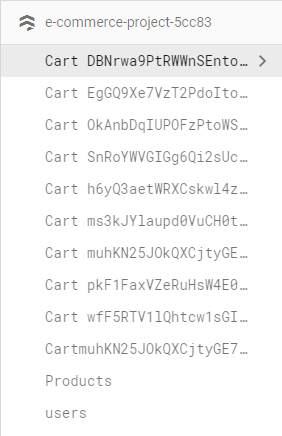 e-commerce-project-5cc83
Cart DBNrwa9PtRWWnSEnto…
Cart EgGQ9Xe7VzT2PdoIto…
Cart OkAnbDqIUPOFzPtoWS…
Cart SnRoYWVGIGg6Qi2sUc…
Cart h6yQ3aetWRXCskwl4z…
Cart ms3kJYlaupd0VuCH0t…
Cart muhKN25JOkQXCjtyGE…
Cart pkF1FaxVZeRuHsW4E0…
Cart wfF5RTV1lQhtcw1sGI…
CartmuhKN25JOkQXCjtyGE7…
Products
users